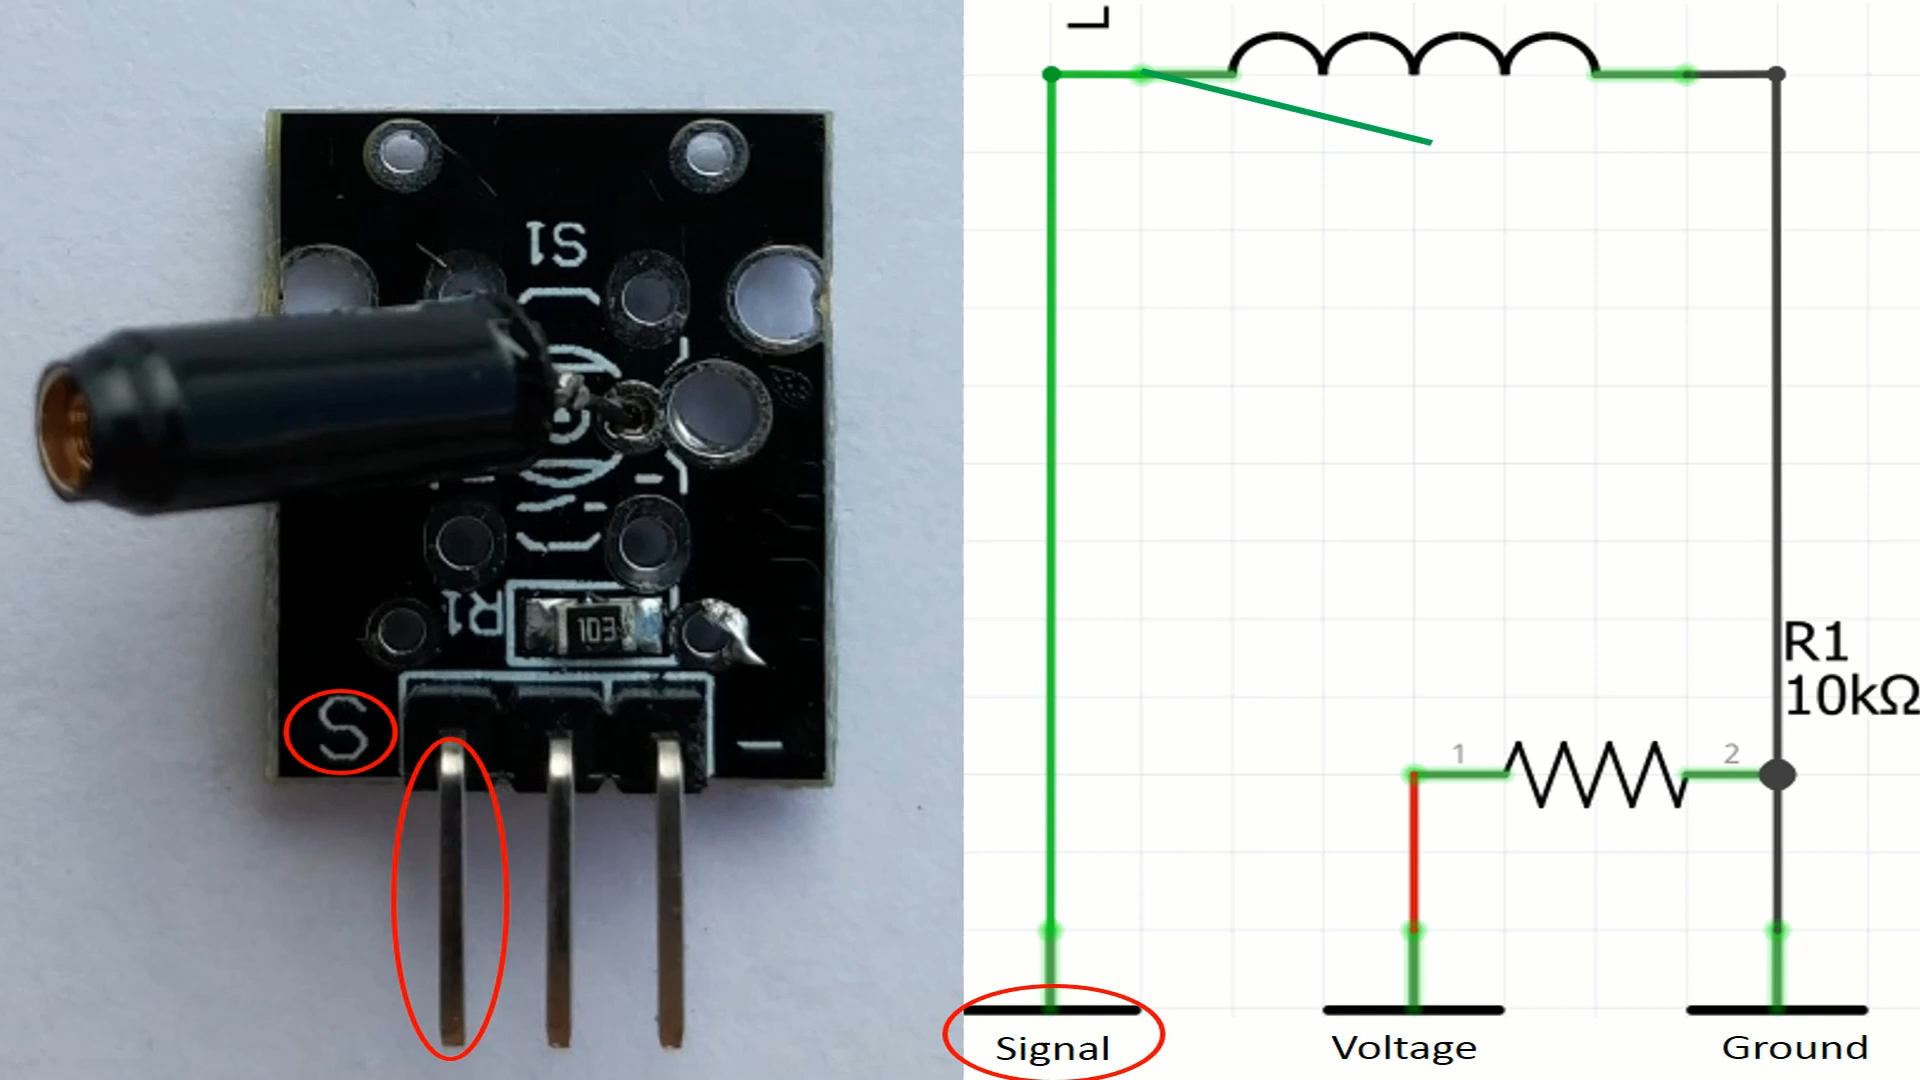 S1
R1
103
S
-
L
R1
10kΩ
1
2
Signal
Voltage
Ground